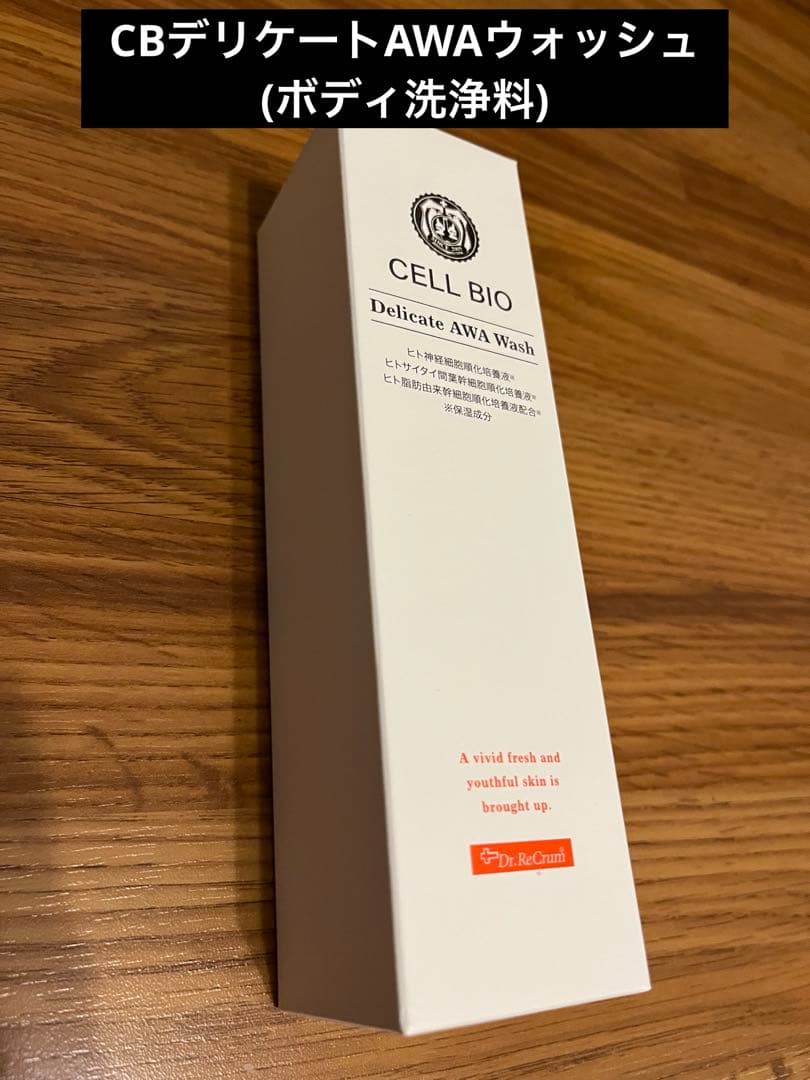 CBデリケートAWAウォッシュ
(ボディ洗浄料)
CELL BIO
Delicate AWA Wash
ヒト神経細胞順化培養液※
ヒトサイタイ間葉幹細胞順化培養液※
ヒト脂肪由来幹細胞順化培養液配合※
※保湿成分
A vivid fresh and
youthful skin is
brought up.
Dr.ReCrum